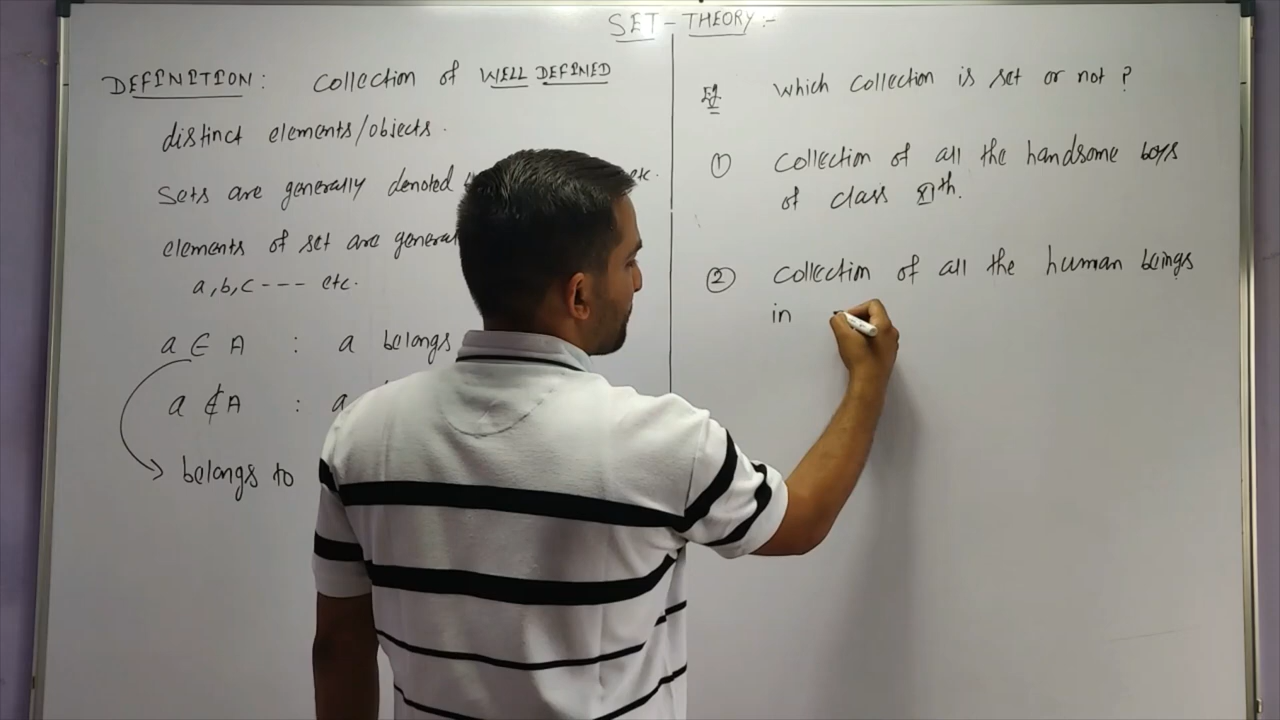 SET - THEORY :-
DEFINITION : Collection of WELL DEFINED
distinct elements/objects.
Sets are generally denoted etc.
elements of set are general
a, b, c --- etc.
a ∈ A : a belongs
a ∉ A : a
belongs to
Eg Which collection is set or not ?
① Collection of all the handsome boys
of class XIth.
② Collection of all the human beings
in